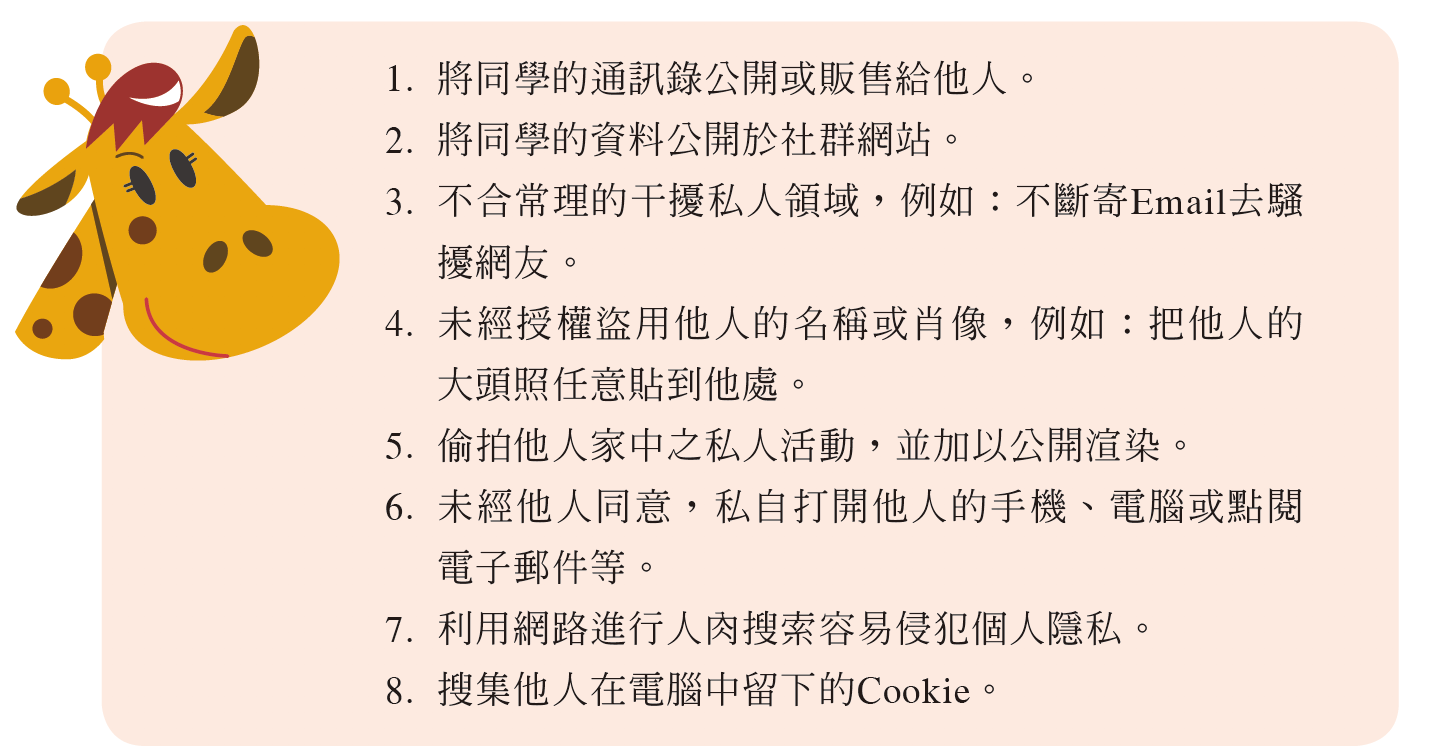 1. 將同學的通訊錄公開或販售給他人。
2. 將同學的資料公開於社群網站。
3. 不合常理的干擾私人領域，例如：不斷寄Email去騷
擾網友。
4. 未經授權盜用他人的名稱或肖像，例如：把他人的
大頭照任意貼到他處。
5. 偷拍他人家中之私人活動，並加以公開渲染。
6. 未經他人同意，私自打開他人的手機、電腦或點閱
電子郵件等。
7. 利用網路進行人肉搜索容易侵犯個人隱私。
8. 搜集他人在電腦中留下的Cookie。